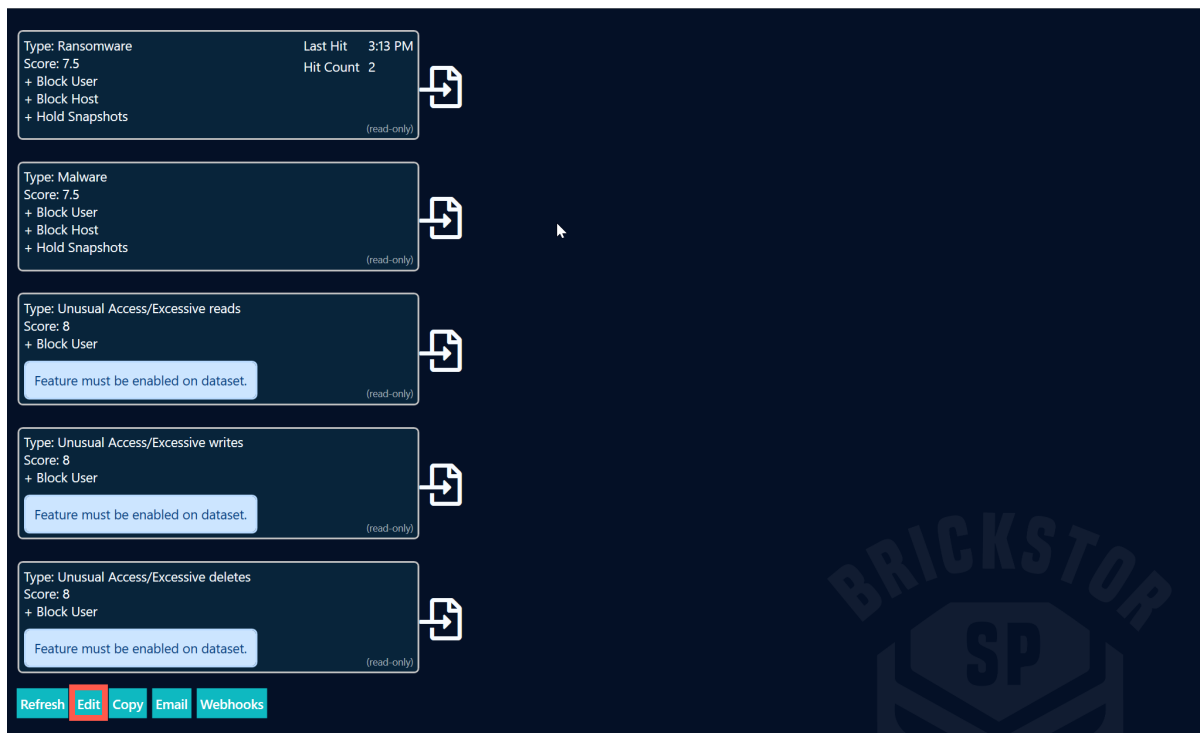 Type: Ransomware
Last Hit 3:13 PM
Score: 7.5
Hit Count 2
+ Block User
+ Block Host
+ Hold Snapshots
(read-only)
Type: Malware
Score: 7.5
+ Block User
+ Block Host
+ Hold Snapshots
(read-only)
Type: Unusual Access/Excessive reads
Score: 8
+ Block User
Feature must be enabled on dataset.
(read-only)
Type: Unusual Access/Excessive writes
Score: 8
+ Block User
Feature must be enabled on dataset.
(read-only)
Type: Unusual Access/Excessive deletes
Score: 8
+ Block User
Feature must be enabled on dataset.
(read-only)
BRICKSTOR
SP
Refresh Edit Copy Email Webhooks